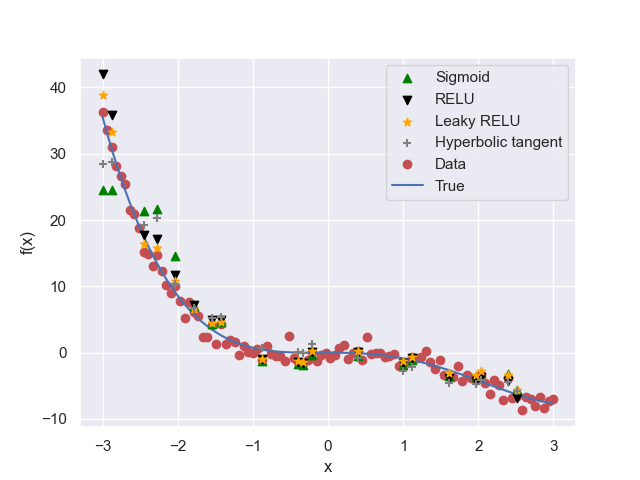 Sigmoid
RELU
Leaky RELU
Hyperbolic tangent
Data
True
40
30
20
10
0
−10
f(x)
−3 −2 −1 0 1 2 3
x